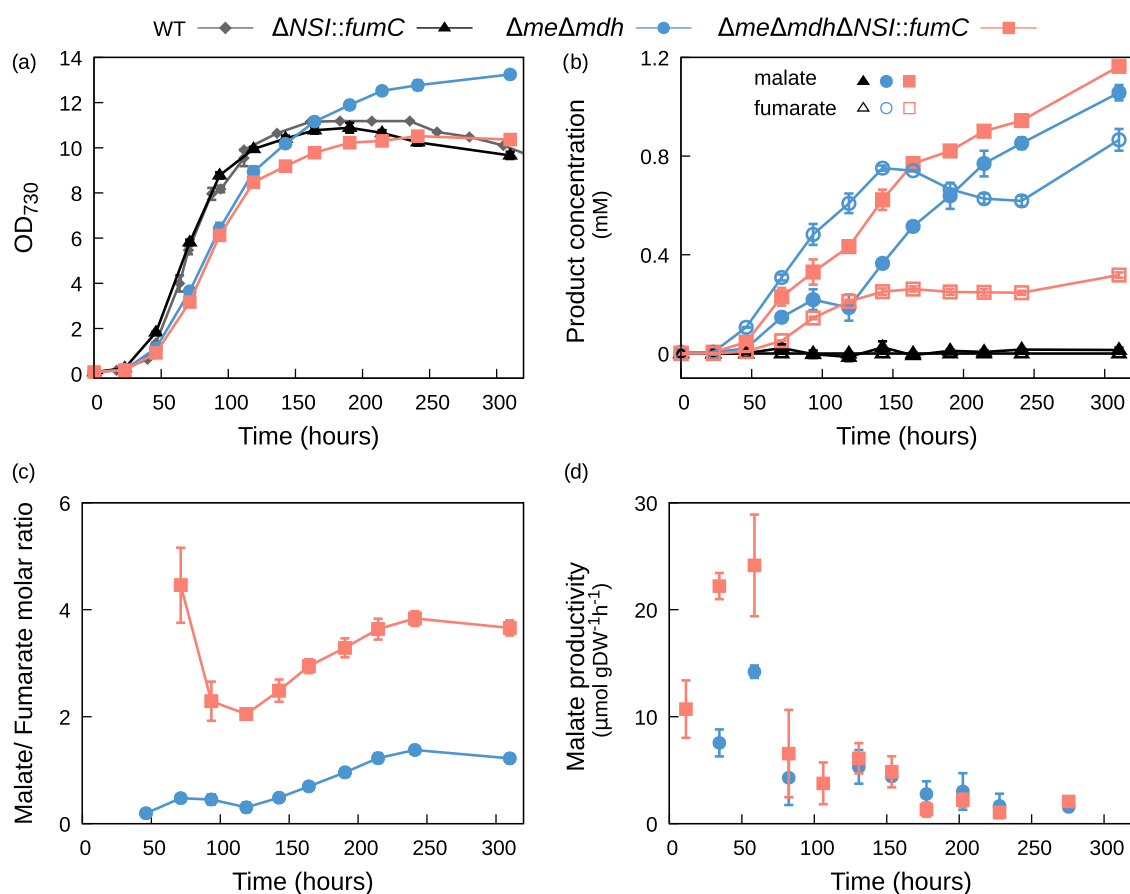 WT ΔNSI::fumC ΔmeΔmdh ΔmeΔmdhΔNSI::fumC
(a)
14
12
10
8
6
4
2
0
OD730
0 50 100 150 200 250 300
Time (hours)
(b)
malate
fumarate
1.2
0.8
0.4
0
Product concentration
(mM)
0 50 100 150 200 250 300
Time (hours)
(c)
6
4
2
0
Malate/ Fumarate molar ratio
0 50 100 150 200 250 300
Time (hours)
(d)
30
20
10
0
Malate productivity
(µmol gDW⁻¹h⁻¹)
0 50 100 150 200 250 300
Time (hours)